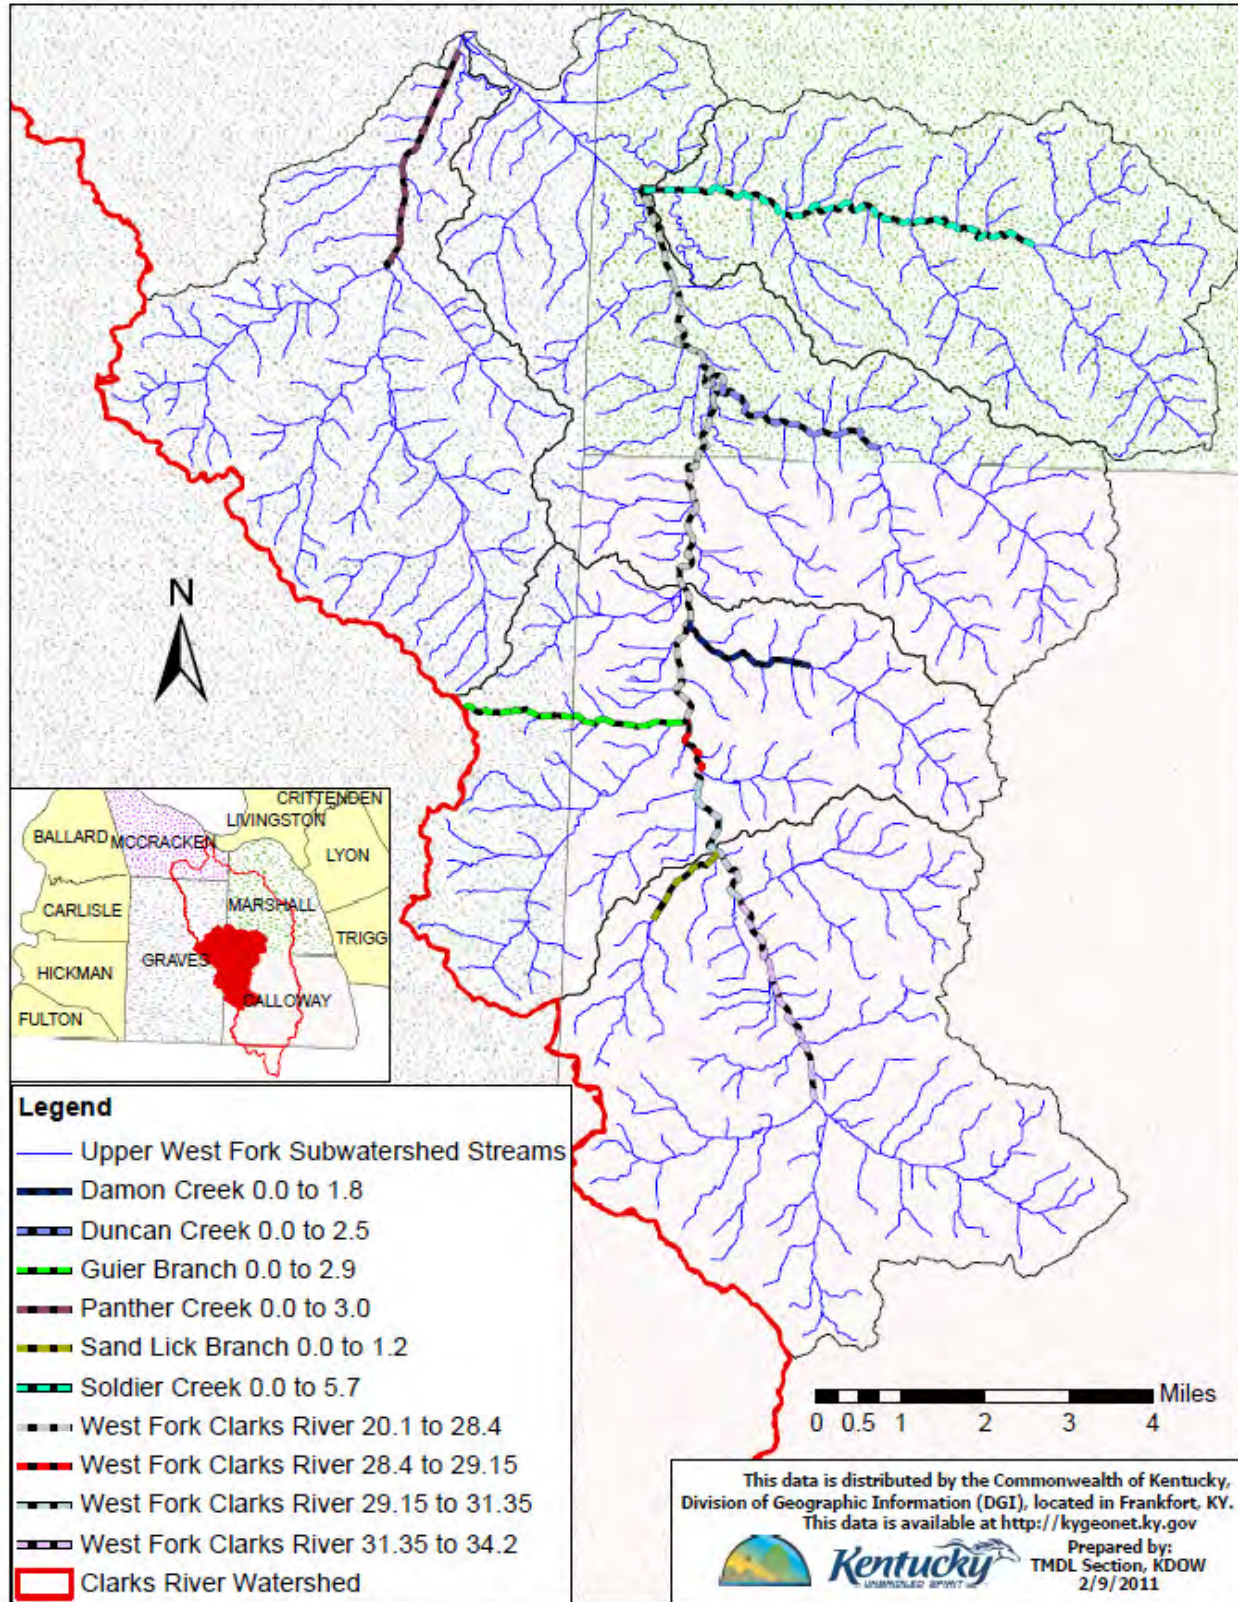 N
CRITTENDEN
LIVINGSTON
BALLARD
MCCRACKEN
LYON
CARLISLE
MARSHALL
TRIGG
GRAVES
HICKMAN
CALLOWAY
FULTON
Legend
Upper West Fork Subwatershed Streams
Damon Creek 0.0 to 1.8
Duncan Creek 0.0 to 2.5
Guier Branch 0.0 to 2.9
Panther Creek 0.0 to 3.0
Sand Lick Branch 0.0 to 1.2
Soldier Creek 0.0 to 5.7
West Fork Clarks River 20.1 to 28.4
West Fork Clarks River 28.4 to 29.15
West Fork Clarks River 29.15 to 31.35
West Fork Clarks River 31.35 to 34.2
Clarks River Watershed
Miles
0 0.5 1 2 3 4
This data is distributed by the Commonwealth of Kentucky,
Division of Geographic Information (DGI), located in Frankfort, KY.
This data is available at http://kygeonet.ky.gov
Kentucky
UNBRIDLED SPIRIT
Prepared by:
TMDL Section, KDOW
2/9/2011